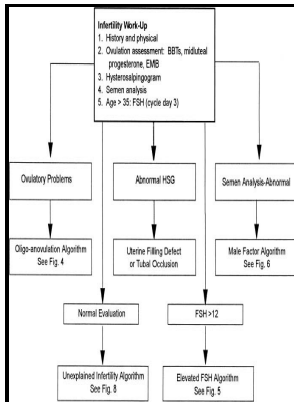 Infertility Work-Up
1. History and physical
2. Ovulation assessment: BBTs, midluteal
progesterone, EMB
3. Hysterosalpingogram
4. Semen analysis
5. Age > 35: FSH (cycle day 3)
Ovulatory Problems
Abnormal HSG
Semen Analysis-Abnormal
Oligo-anovulation Algorithm
See Fig. 4
Uterine Filling Defect
or Tubal Occlusion
Male Factor Algorithm
See Fig. 6
Normal Evaluation
FSH >12
Unexplained Infertility Algorithm
See Fig. 8
Elevated FSH Algorithm
See Fig. 5